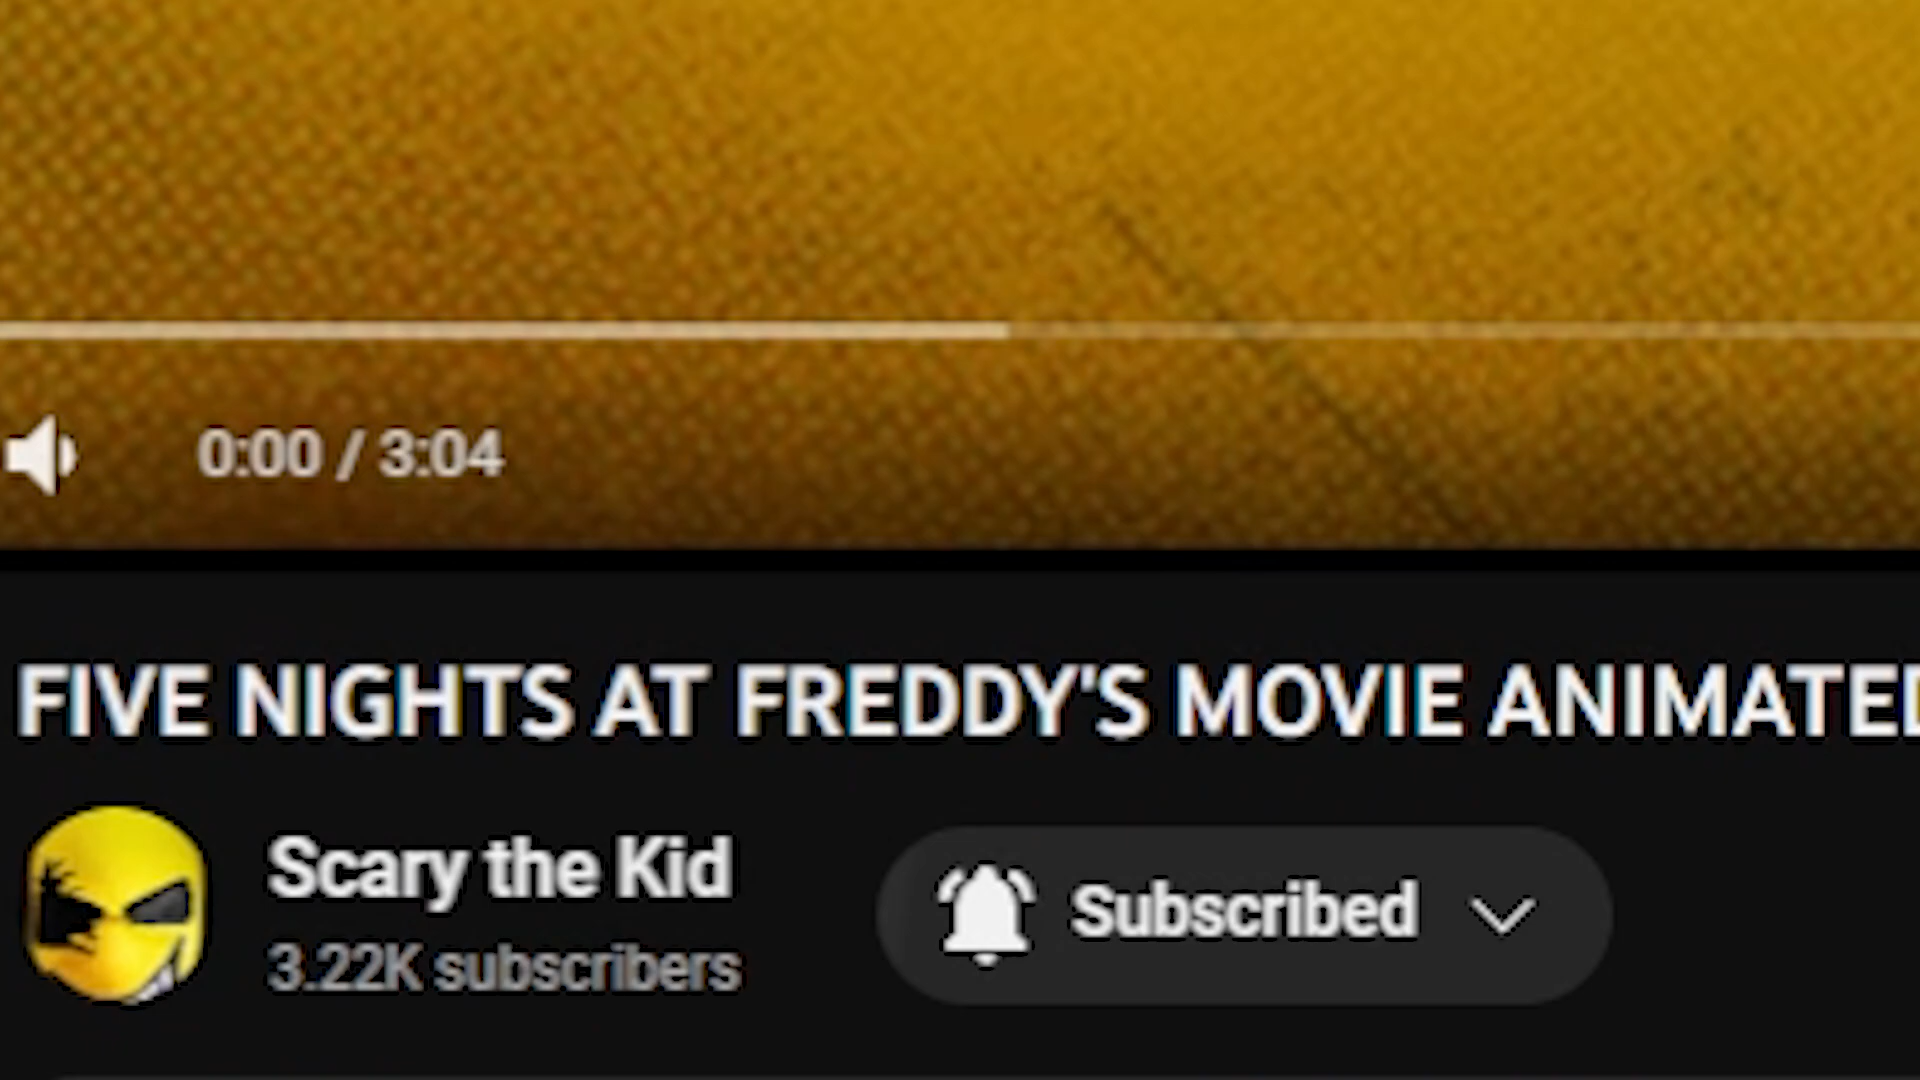 0:00 / 3:04
FIVE NIGHTS AT FREDDY'S MOVIE ANIMATED
Scary the Kid
3.22K subscribers
Subscribed